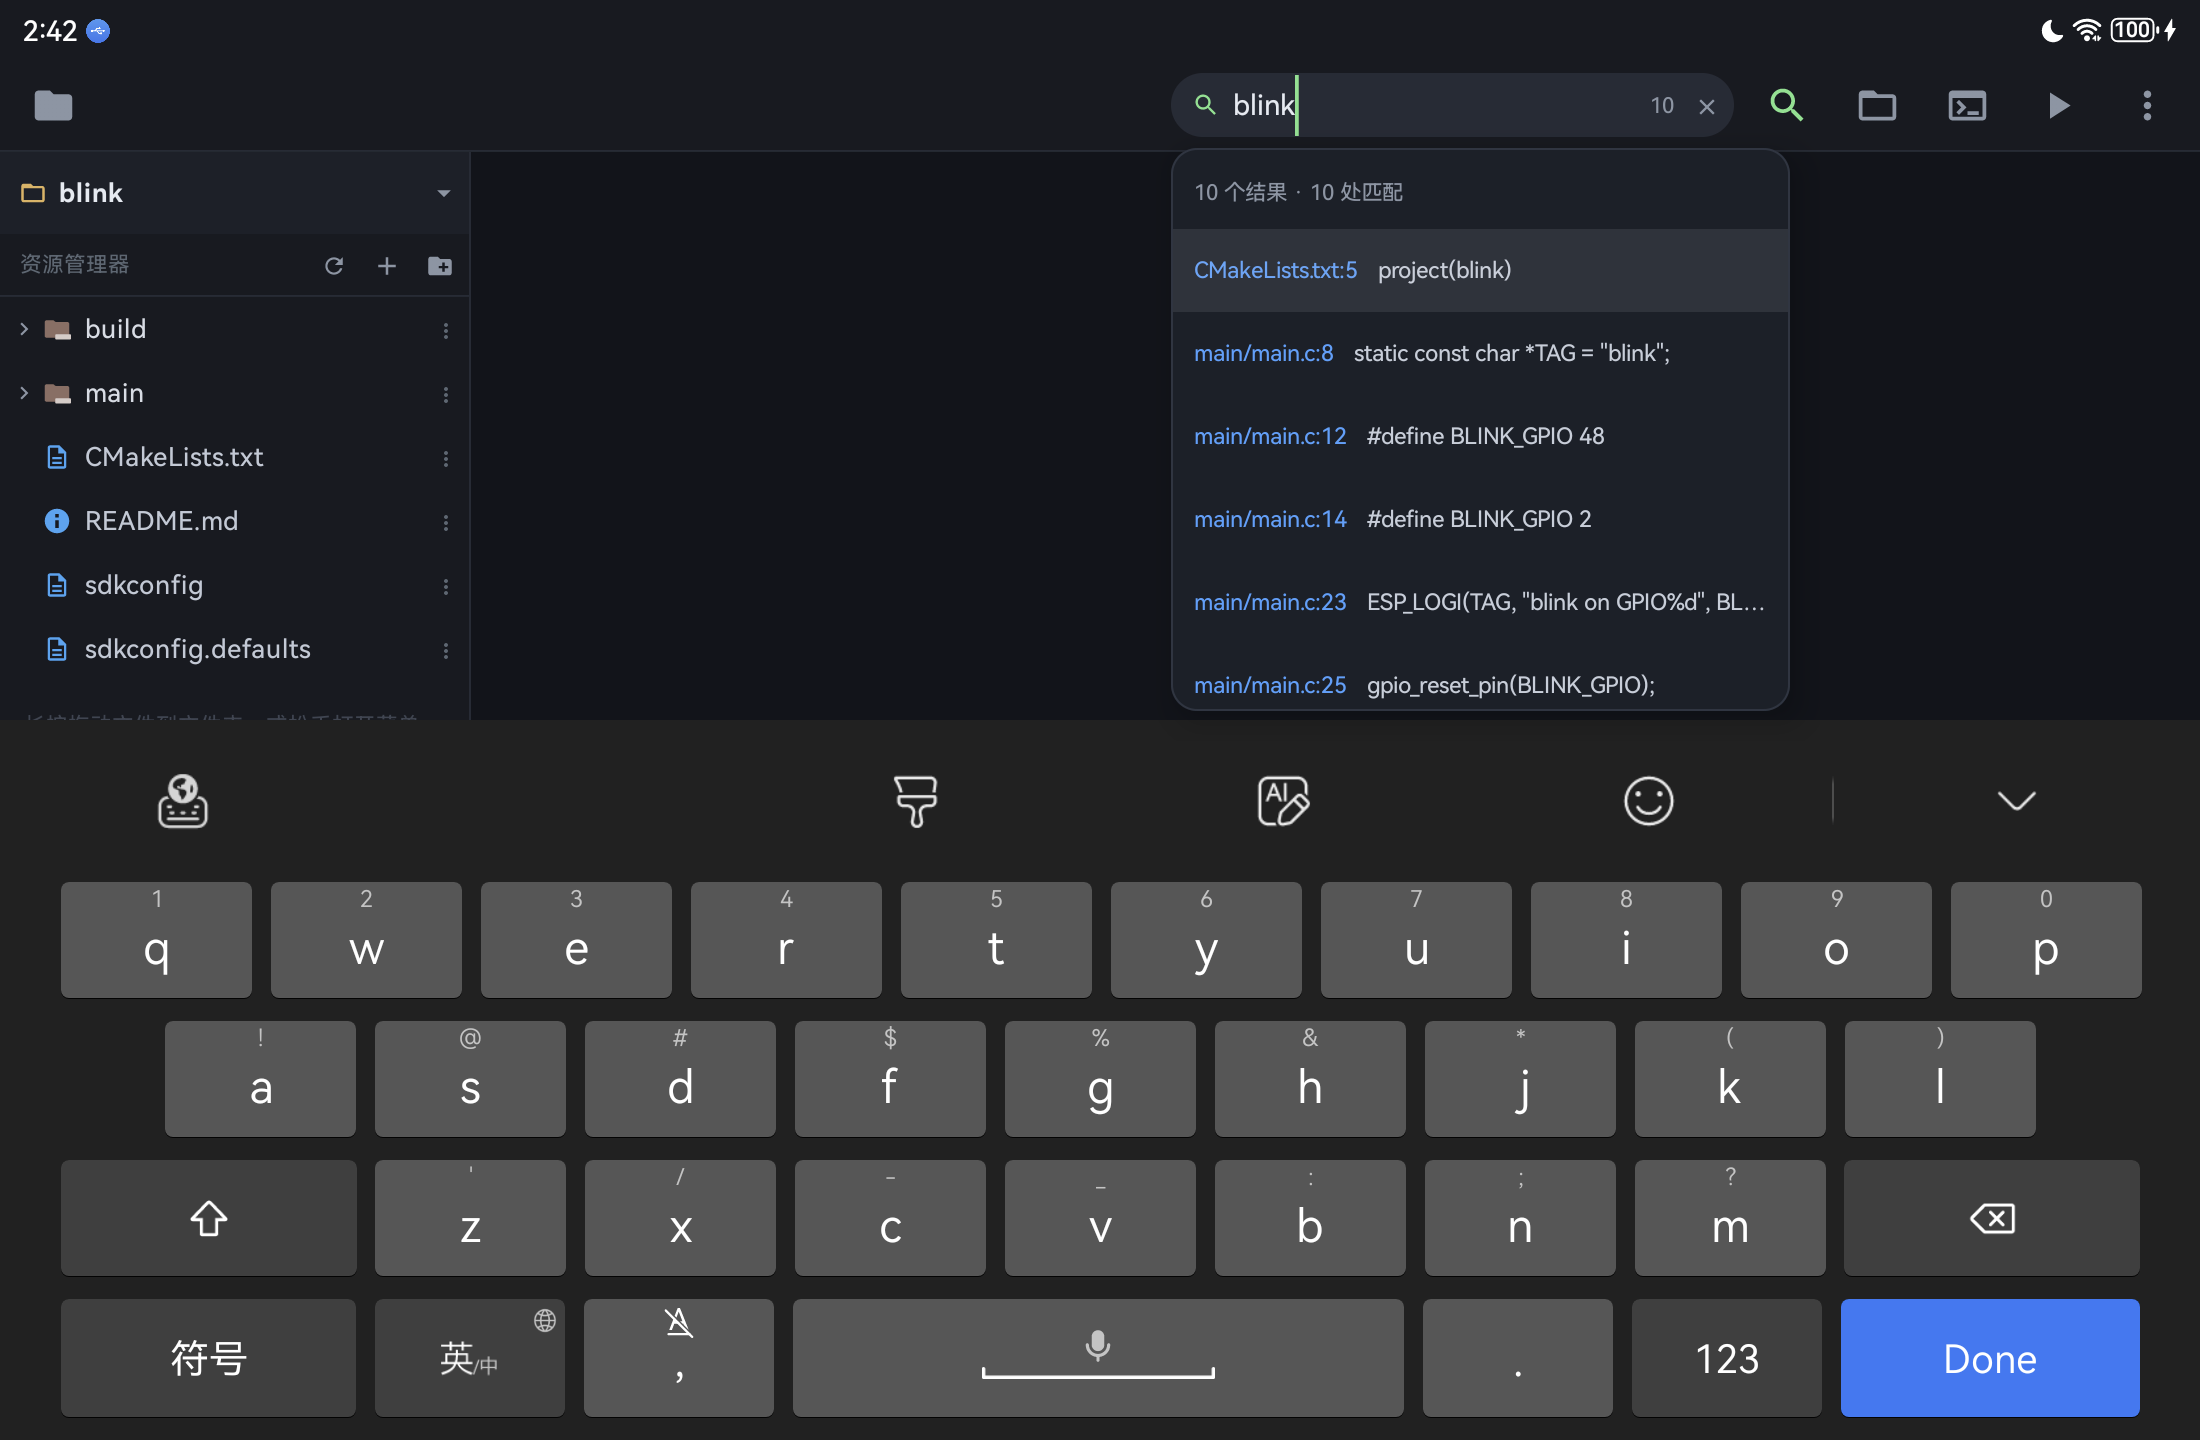 2:42
100
blink
10
blink
资源管理器
build
main
CMakeLists.txt
README.md
sdkconfig
sdkconfig.defaults
10 个结果 · 10 处匹配
CMakeLists.txt:5 project(blink)
main/main.c:8 static const char *TAG = "blink";
main/main.c:12 #define BLINK_GPIO 48
main/main.c:14 #define BLINK_GPIO 2
main/main.c:23 ESP_LOGI(TAG, "blink on GPIO%d", BL…
main/main.c:25 gpio_reset_pin(BLINK_GPIO);
AI
1 2 3 4 5 6 7 8 9 0
q w e r t y u i o p
! @ # $ % & * ( )
a s d f g h j k l
' / - _ : ; ?
z x c v b n m
符号 英/中 , . 123 Done